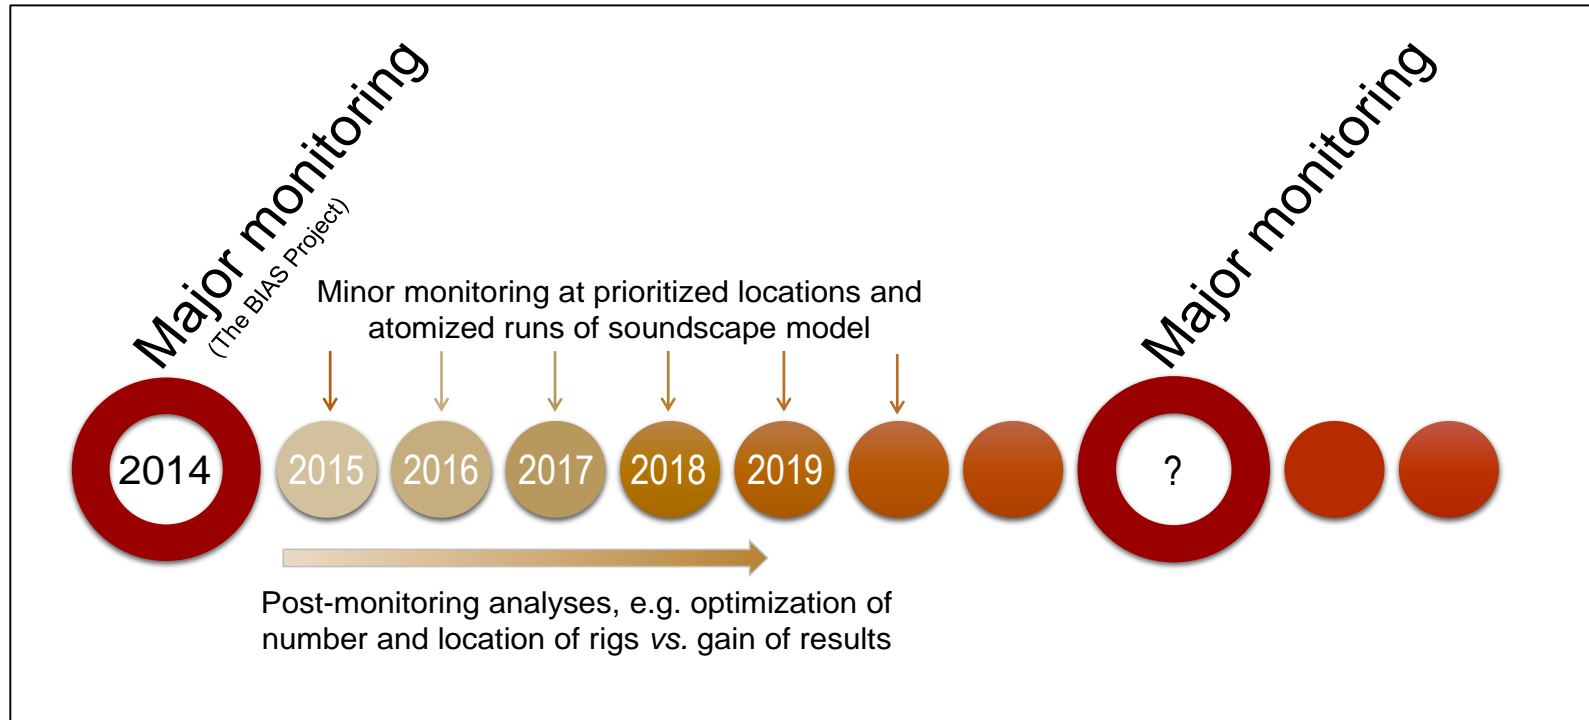 Major monitoring
(The BIAS Project)
Major monitoring
Minor monitoring at prioritized locations and
atomized runs of soundscape model
2014
2015
2016
2017
2018
2019
?
Post-monitoring analyses, e.g. optimization of
number and location of rigs vs. gain of results